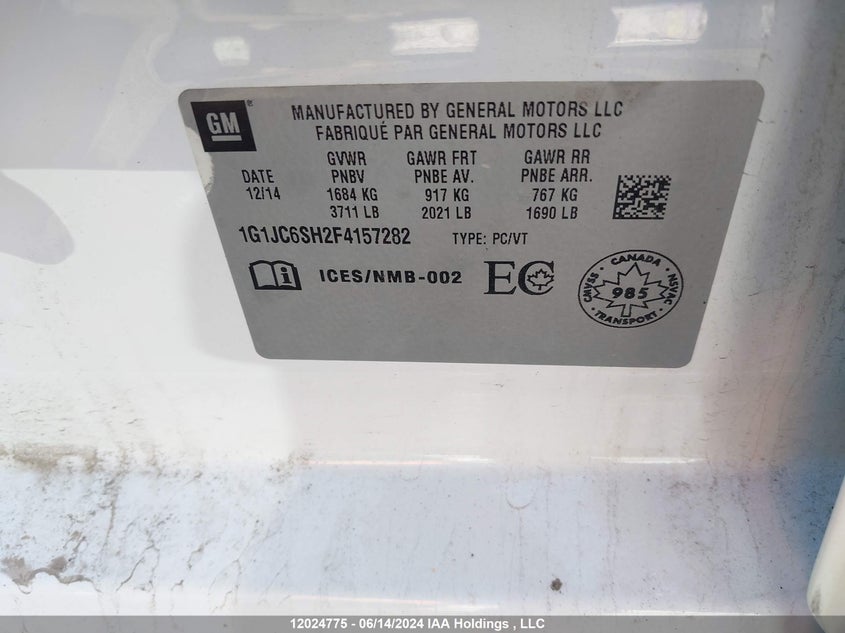 GM ® MANUFACTURED BY GENERAL MOTORS LLC
FABRIQUÉ PAR GENERAL MOTORS LLC
GVWR GAWR FRT GAWR RR
DATE PNBV PNBE AV. PNBE ARR.
12/14 1684 KG 917 KG 767 KG
3711 LB 2021 LB 1690 LB
1G1JC6SH2F4157282 TYPE: PC/VT
i ICES/NMB-002 EC
CANADA
CMVSS 985 NSVAC
TRANSPORT
12024775 - 06/14/2024 IAA Holdings , LLC